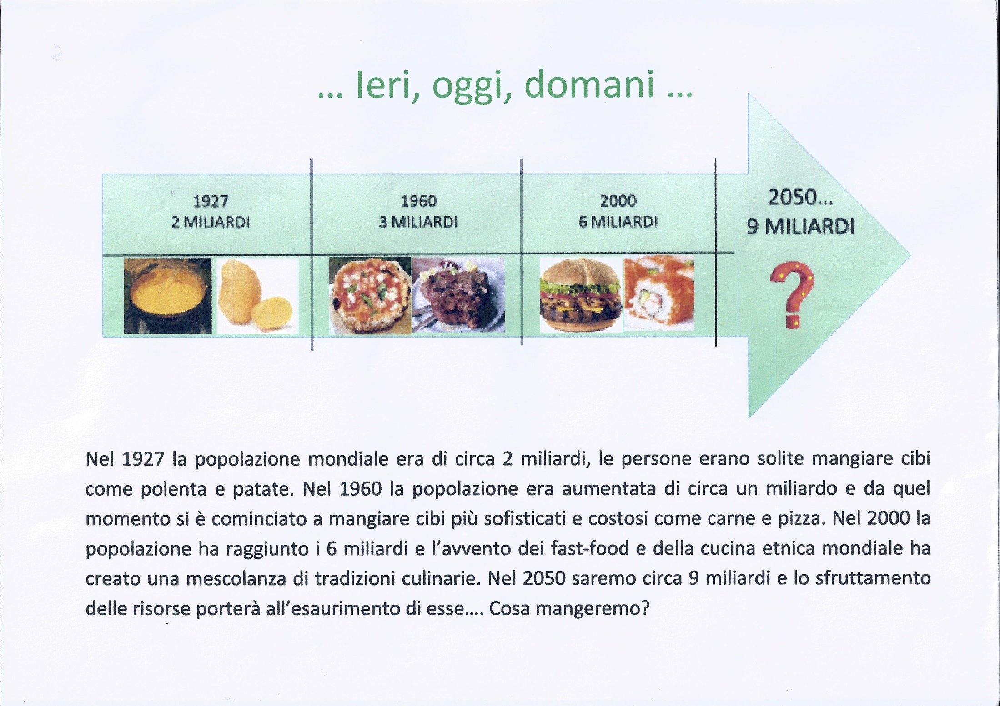 ... Ieri, oggi, domani ...
1927
2 MILIARDI
1960
3 MILIARDI
2000
6 MILIARDI
2050...
9 MILIARDI
?
Nel 1927 la popolazione mondiale era di circa 2 miliardi, le persone erano solite mangiare cibi
come polenta e patate. Nel 1960 la popolazione era aumentata di circa un miliardo e da quel
momento si è cominciato a mangiare cibi più sofisticati e costosi come carne e pizza. Nel 2000 la
popolazione ha raggiunto i 6 miliardi e l’avvento dei fast-food e della cucina etnica mondiale ha
creato una mescolanza di tradizioni culinarie. Nel 2050 saremo circa 9 miliardi e lo sfruttamento
delle risorse porterà all’esaurimento di esse.... Cosa mangeremo?